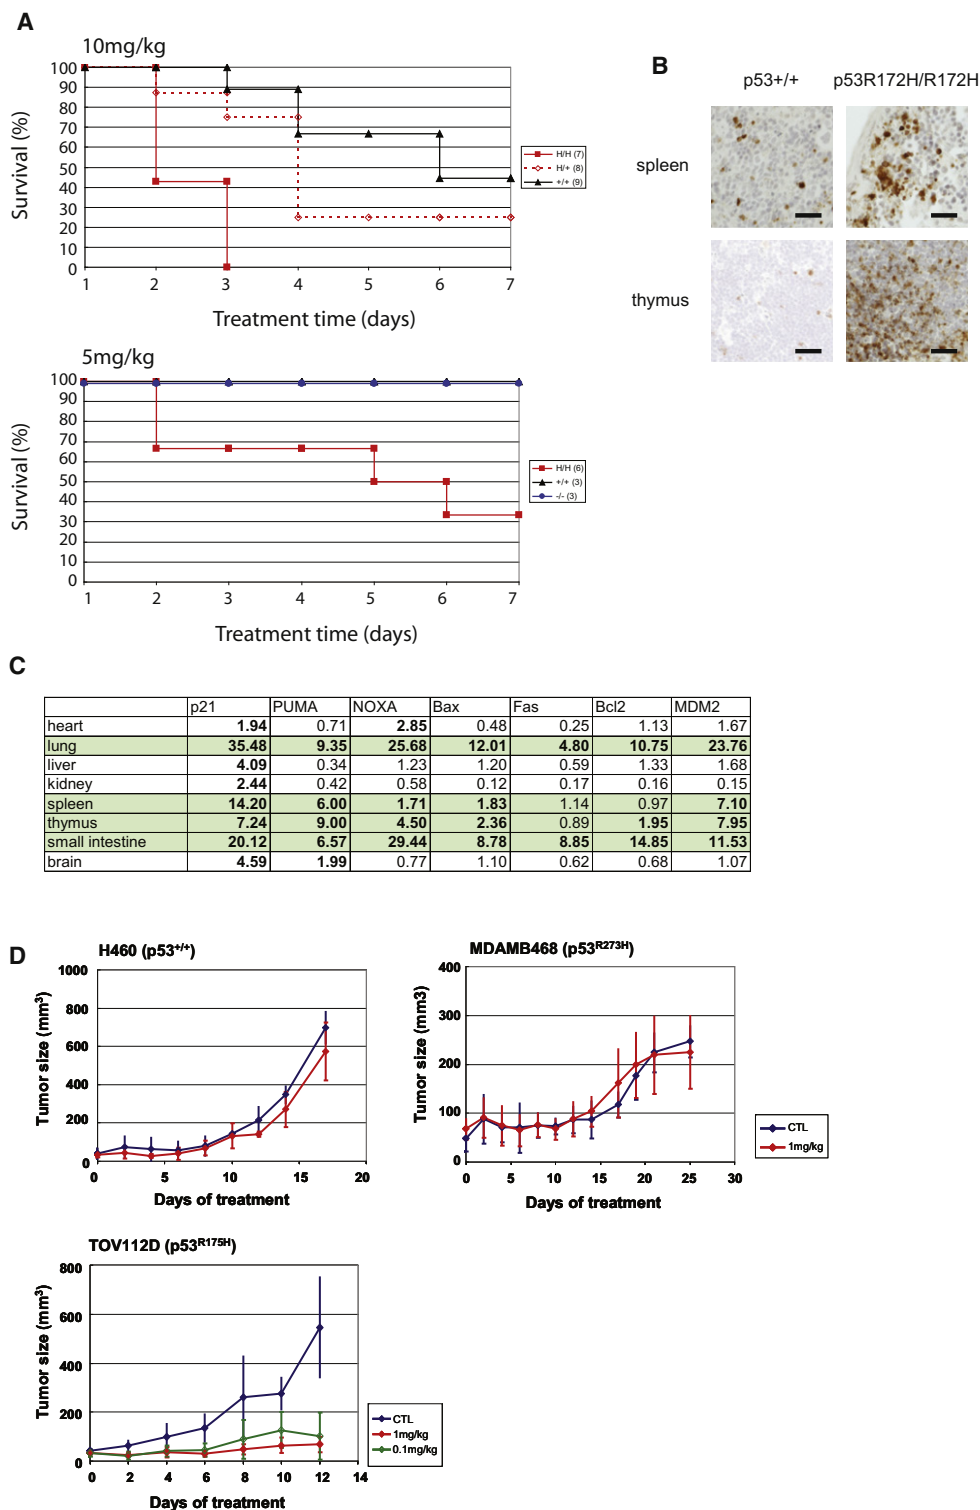 A
10mg/kg
100
90
80
70
60
50
40
30
20
10
0
Survival (%)
1 2 3 4 5 6 7
Treatment time (days)
H/H (7)
H/+ (8)
+/+ (9)
B
p53+/+ p53R172H/R172H
spleen
thymus
5mg/kg
100
90
80
70
60
50
40
30
20
10
0
Survival (%)
1 2 3 4 5 6 7
Treatment time (days)
H/H (6)
+/+ (3)
-/- (3)
C
p21 PUMA NOXA Bax Fas Bcl2 MDM2
heart 1.94 0.71 2.85 0.48 0.25 1.13 1.67
lung 35.48 9.35 25.68 12.01 4.80 10.75 23.76
liver 4.09 0.34 1.23 1.20 0.59 1.33 1.68
kidney 2.44 0.42 0.58 0.12 0.17 0.16 0.15
spleen 14.20 6.00 1.71 1.83 1.14 0.97 7.10
thymus 7.24 9.00 4.50 2.36 0.89 1.95 7.95
small intestine 20.12 6.57 29.44 8.78 8.85 14.85 11.53
brain 4.59 1.99 0.77 1.10 0.62 0.68 1.07
D
H460 (p53+/+)
1000
800
600
400
200
0
Tumor size (mm³)
0 5 10 15 20
Days of treatment
MDAMB468 (p53R273H)
400
300
200
100
0
Tumor size (mm3)
0 5 10 15 20 25 30
Days of treatment
CTL
1mg/kg
TOV112D (p53R175H)
800
600
400
200
0
Tumor size (mm³)
0 2 4 6 8 10 12 14
Days of treatment
CTL
1mg/kg
0.1mg/kg